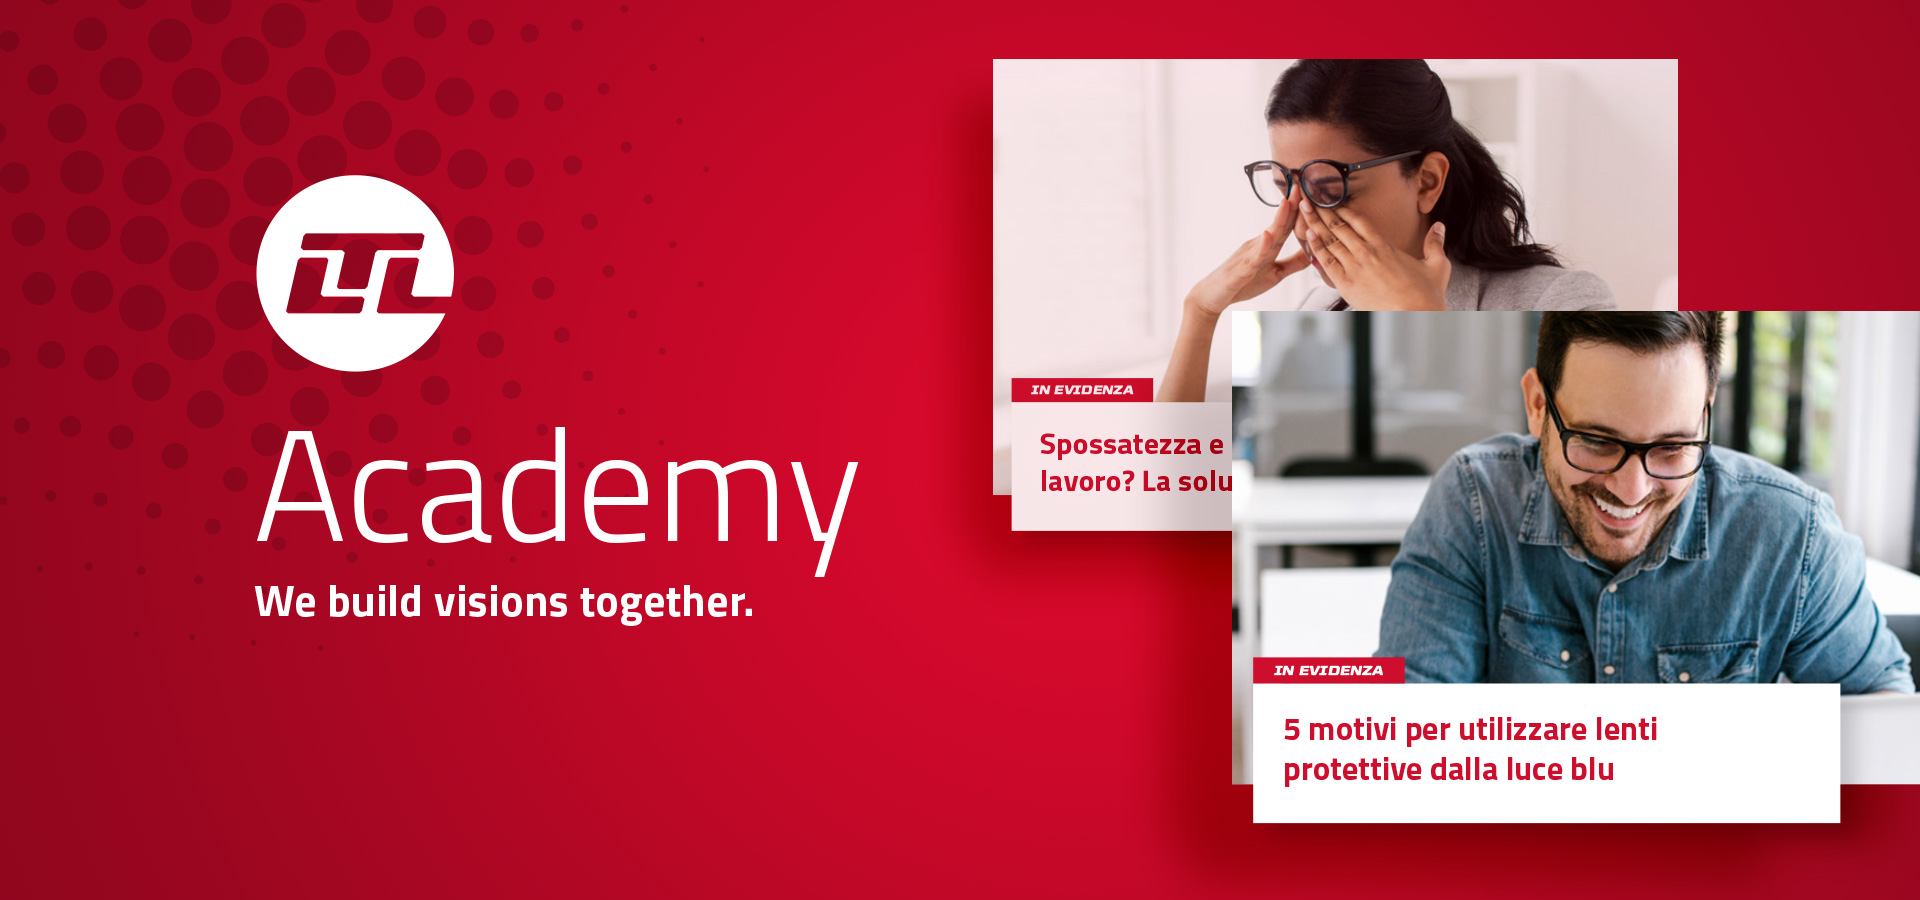 Academy
We build visions together.
IN EVIDENZA
Spossatezza e
lavoro? La
IN EVIDENZA
5 motivi per utilizzare lenti
protettive dalla luce blu